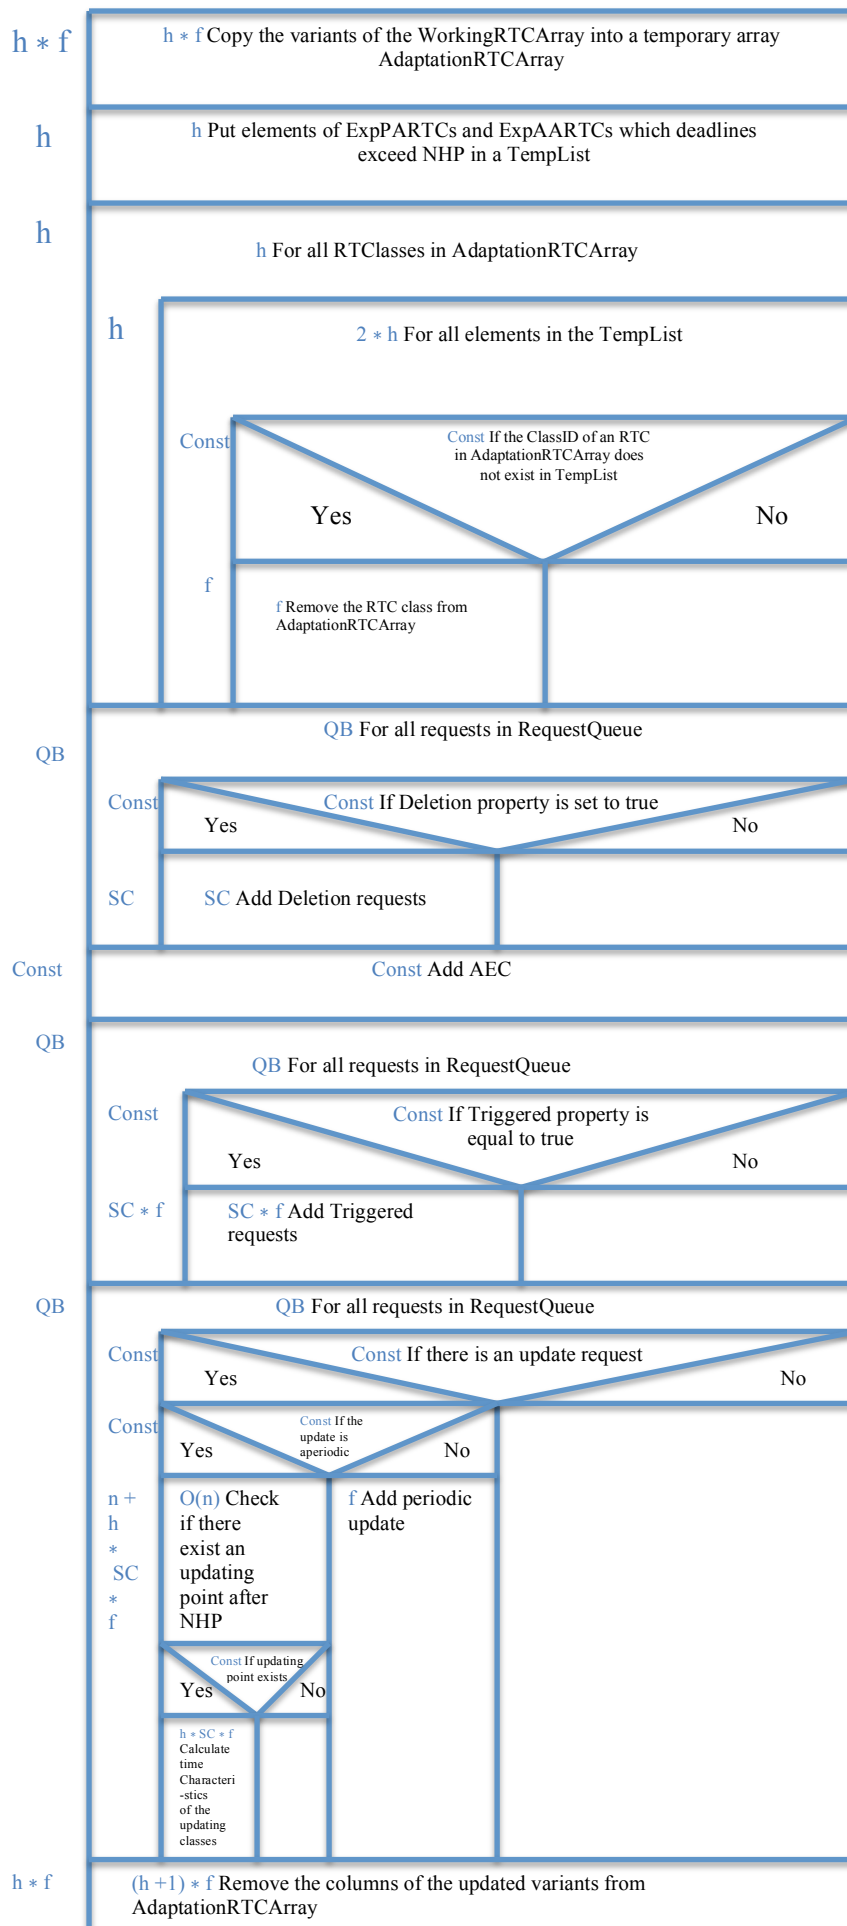 h * f
h * f Copy the variants of the WorkingRTCArray into a temporary array
AdaptationRTCArray
h
h Put elements of ExpPARTCs and ExpAARTCs which deadlines
exceed NHP in a TempList
h
h For all RTClasses in AdaptationRTCArray
h
2 * h For all elements in the TempList
Const
Const If the ClassID of an RTC
in AdaptationRTCArray does
not exist in TempList
Yes
No
f
f Remove the RTC class from
AdaptationRTCArray
QB
QB For all requests in RequestQueue
Const
Const If Deletion property is set to true
Yes
No
SC
SC Add Deletion requests
Const
Const Add AEC
QB
QB For all requests in RequestQueue
Const
Const If Triggered property is
equal to true
Yes
No
SC * f
SC * f Add Triggered
requests
QB
QB For all requests in RequestQueue
Const
Const If there is an update request
Yes
No
Const
Const If the
update is
aperiodic
Yes
No
n +
h
*
SC
*
f
O(n) Check
if there
exist an
updating
point after
NHP
f Add periodic
update
Const If updating
point exists
Yes
No
h * SC * f
Calculate
time
Characteri
-stics
of the
updating
classes
h * f
(h +1) * f Remove the columns of the updated variants from
AdaptationRTCArray